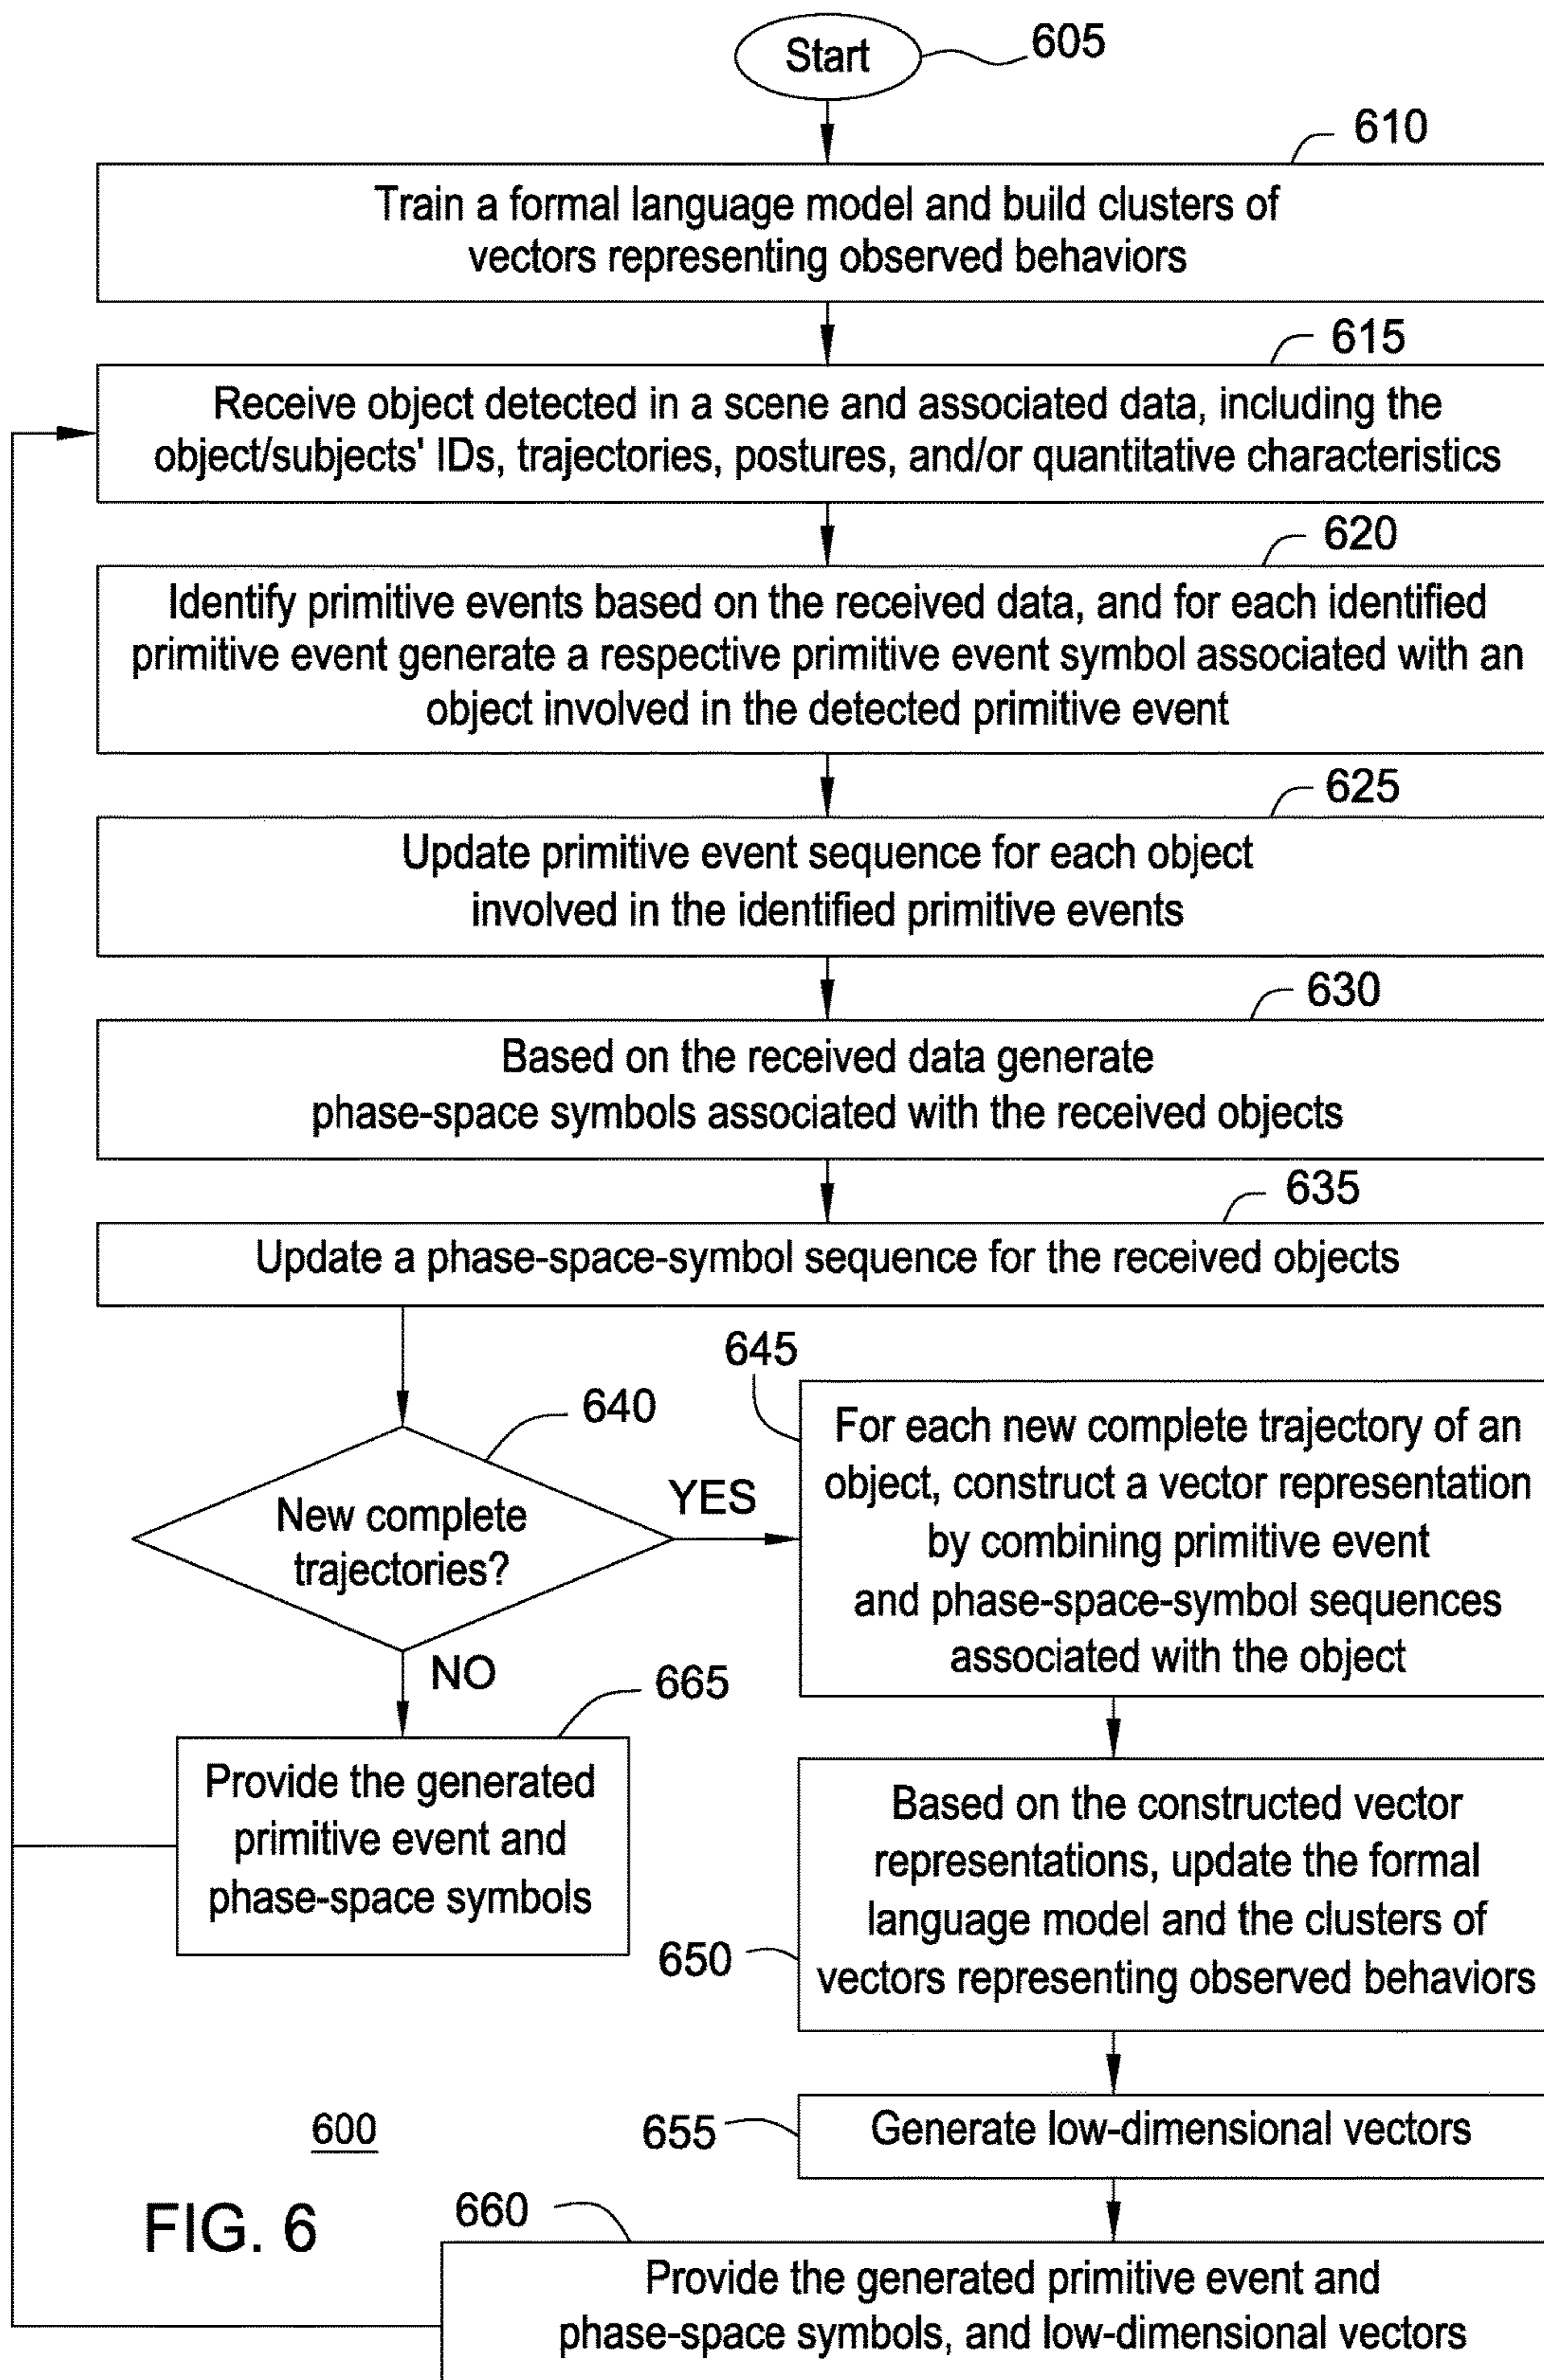 Start
605
610
Train a formal language model and build clusters of
vectors representing observed behaviors
615
Receive object detected in a scene and associated data, including the
object/subjects' IDs, trajectories, postures, and/or quantitative characteristics
620
Identify primitive events based on the received data, and for each identified
primitive event generate a respective primitive event symbol associated with an
object involved in the detected primitive event
625
Update primitive event sequence for each object
involved in the identified primitive events
630
Based on the received data generate
phase-space symbols associated with the received objects
635
Update a phase-space-symbol sequence for the received objects
640
New complete
trajectories?
YES
645
For each new complete trajectory of an
object, construct a vector representation
by combining primitive event
and phase-space-symbol sequences
associated with the object
NO
665
Provide the generated
primitive event and
phase-space symbols
650
Based on the constructed vector
representations, update the formal
language model and the clusters of
vectors representing observed behaviors
655
Generate low-dimensional vectors
660
Provide the generated primitive event and
phase-space symbols, and low-dimensional vectors
600
FIG. 6